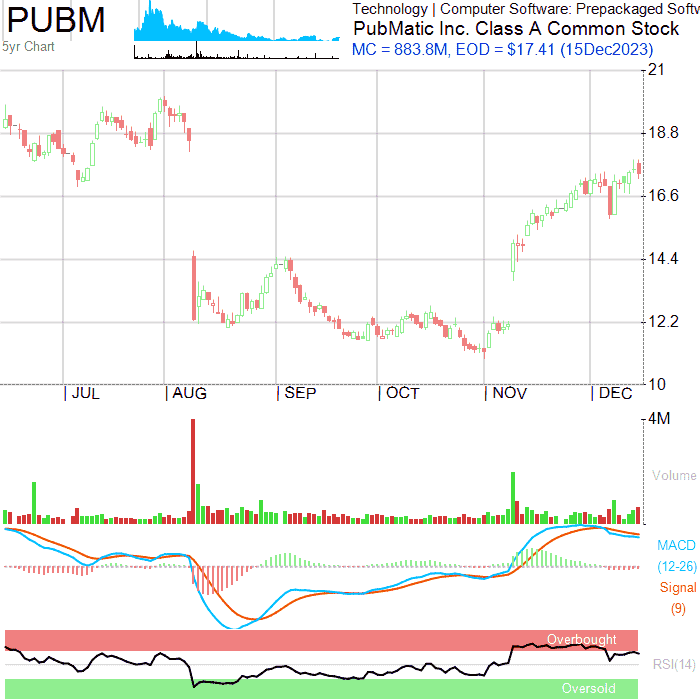 PUBM
5yr Chart
Technology | Computer Software: Prepackaged Softw
PubMatic Inc. Class A Common Stock
MC = 883.8M, EOD = $17.41 (15Dec2023)
21
18.8
16.6
14.4
12.2
10
| JUL | AUG | SEP | OCT | NOV | DEC
4M
Volume
MACD
(12-26)
Signal
(9)
Overbought
RSI(14)
Oversold